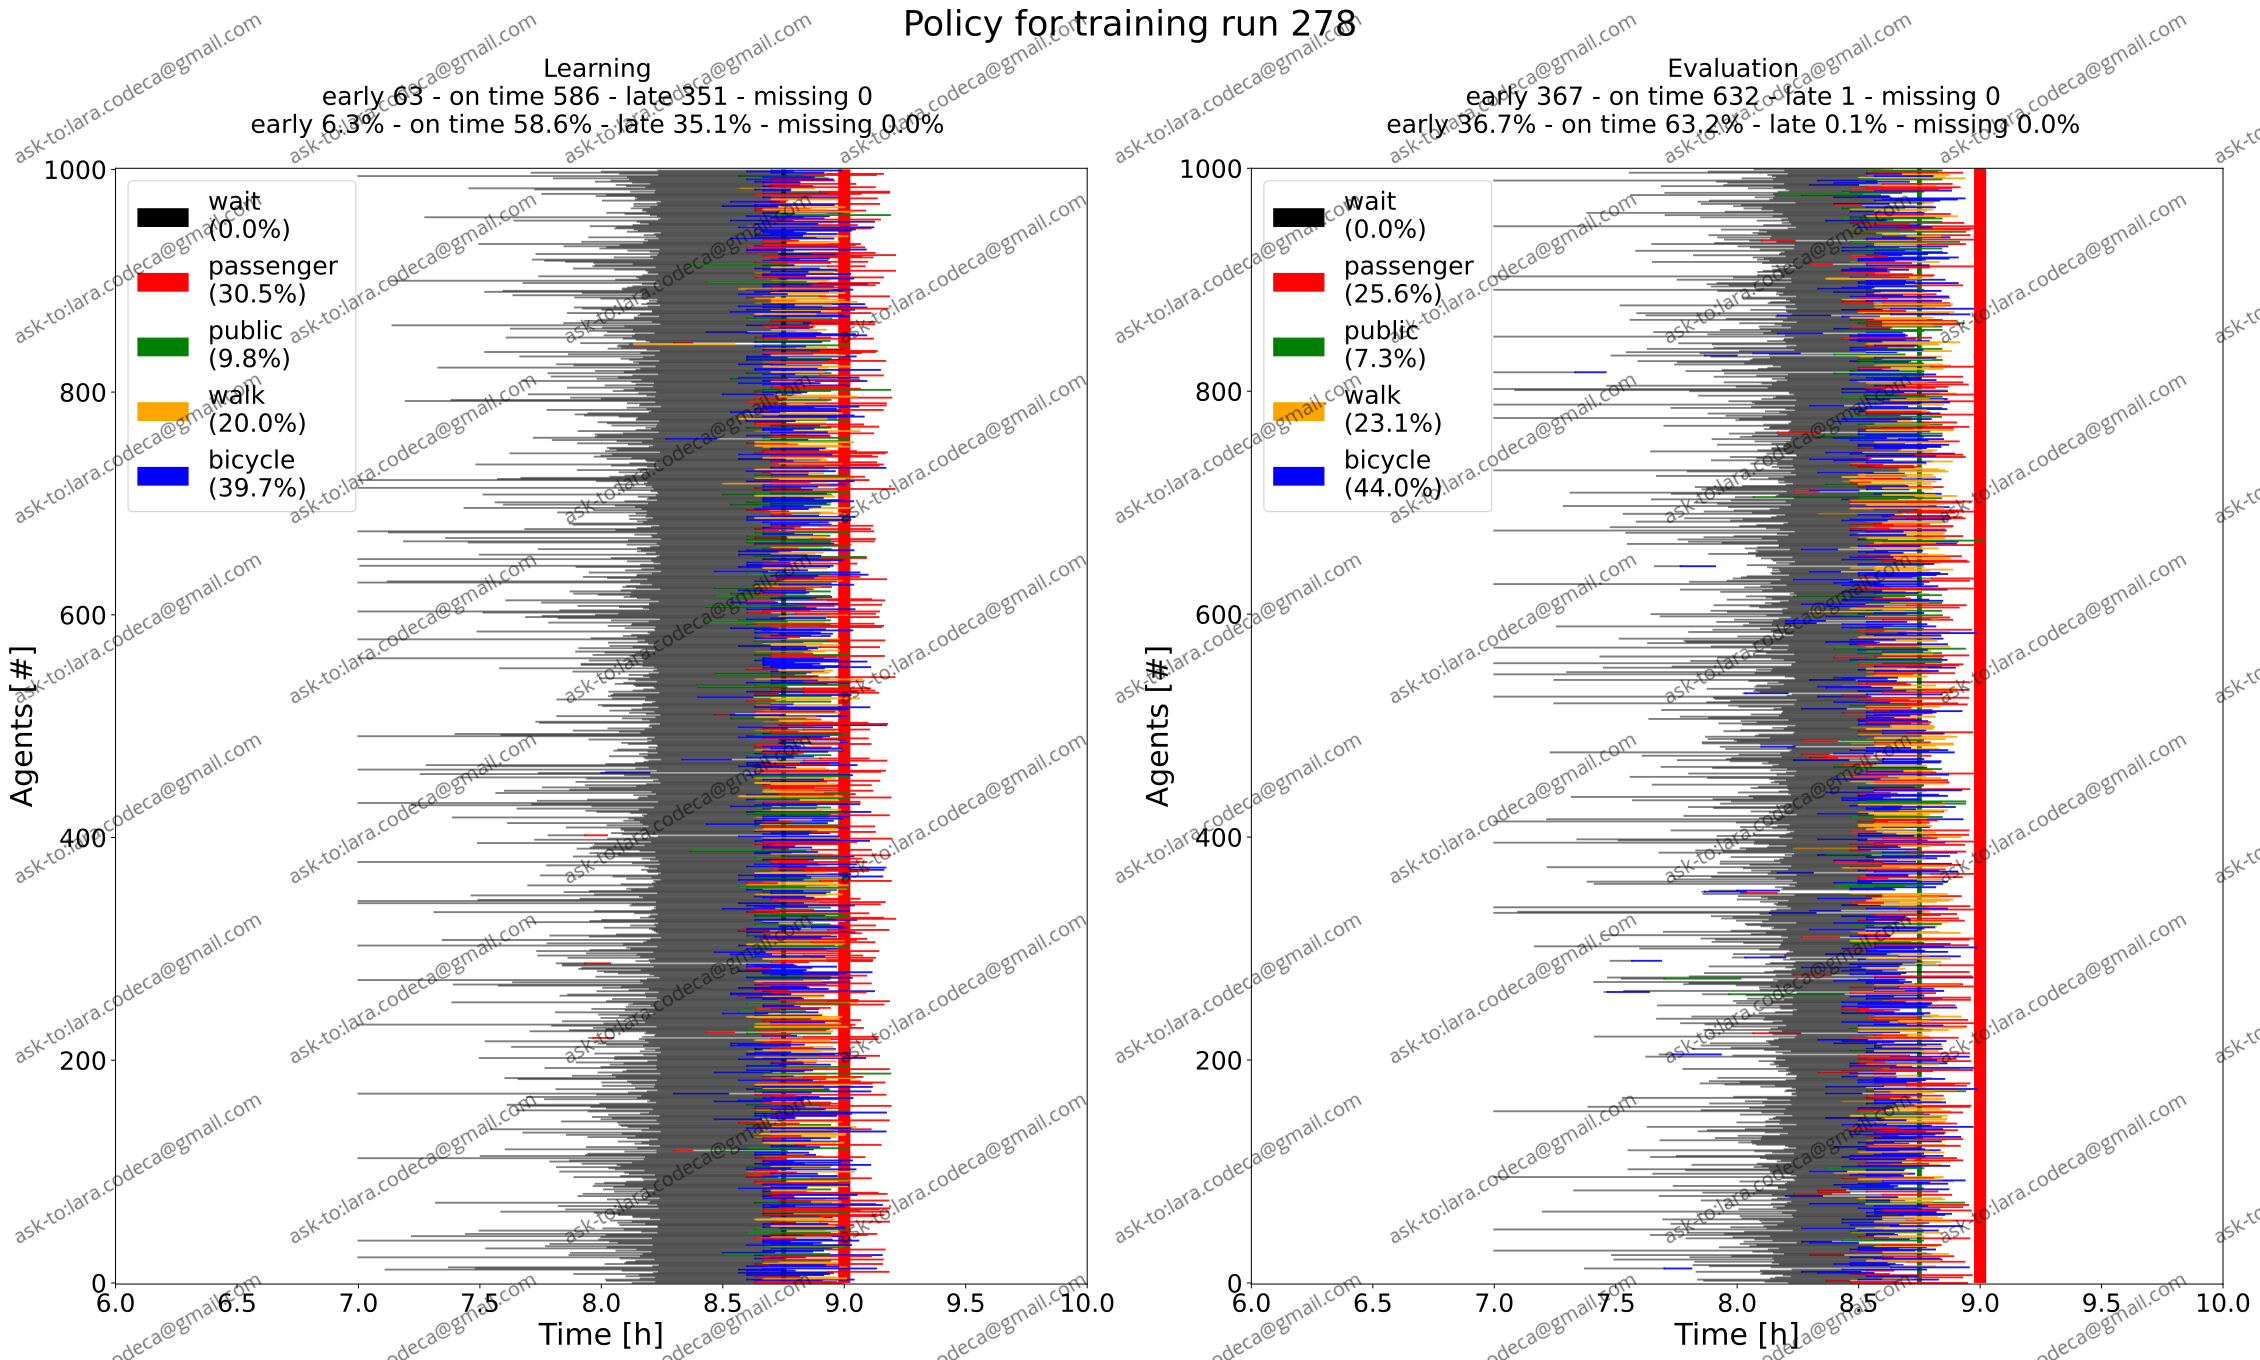 Policy for training run 278
Learning
early 63 - on time 586 - late 351 - missing 0
early 6.3% - on time 58.6% - late 35.1% - missing 0.0%
1000
800
600
400
200
0
Agents [#]
wait
(0.0%)
passenger
(30.5%)
public
(9.8%)
walk
(20.0%)
bicycle
(39.7%)
6.0 6.5 7.0 7.5 8.0 8.5 9.0 9.5 10.0
Time [h]
Evaluation
early 367 - on time 632 - late 1 - missing 0
early 36.7% - on time 63.2% - late 0.1% - missing 0.0%
1000
800
600
400
200
0
Agents [#]
wait
(0.0%)
passenger
(25.6%)
public
(7.3%)
walk
(23.1%)
bicycle
(44.0%)
6.0 6.5 7.0 7.5 8.0 8.5 9.0 9.5 10.0
Time [h]
ask-to:lara.codeca@gmail.com